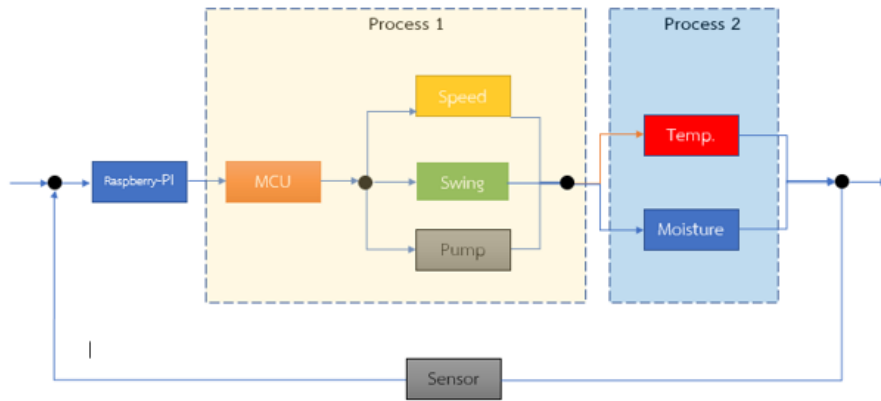 Process 1
Process 2
Speed
Temp.
Raspberry-PI
MCU
Swing
Moisture
Pump
Sensor